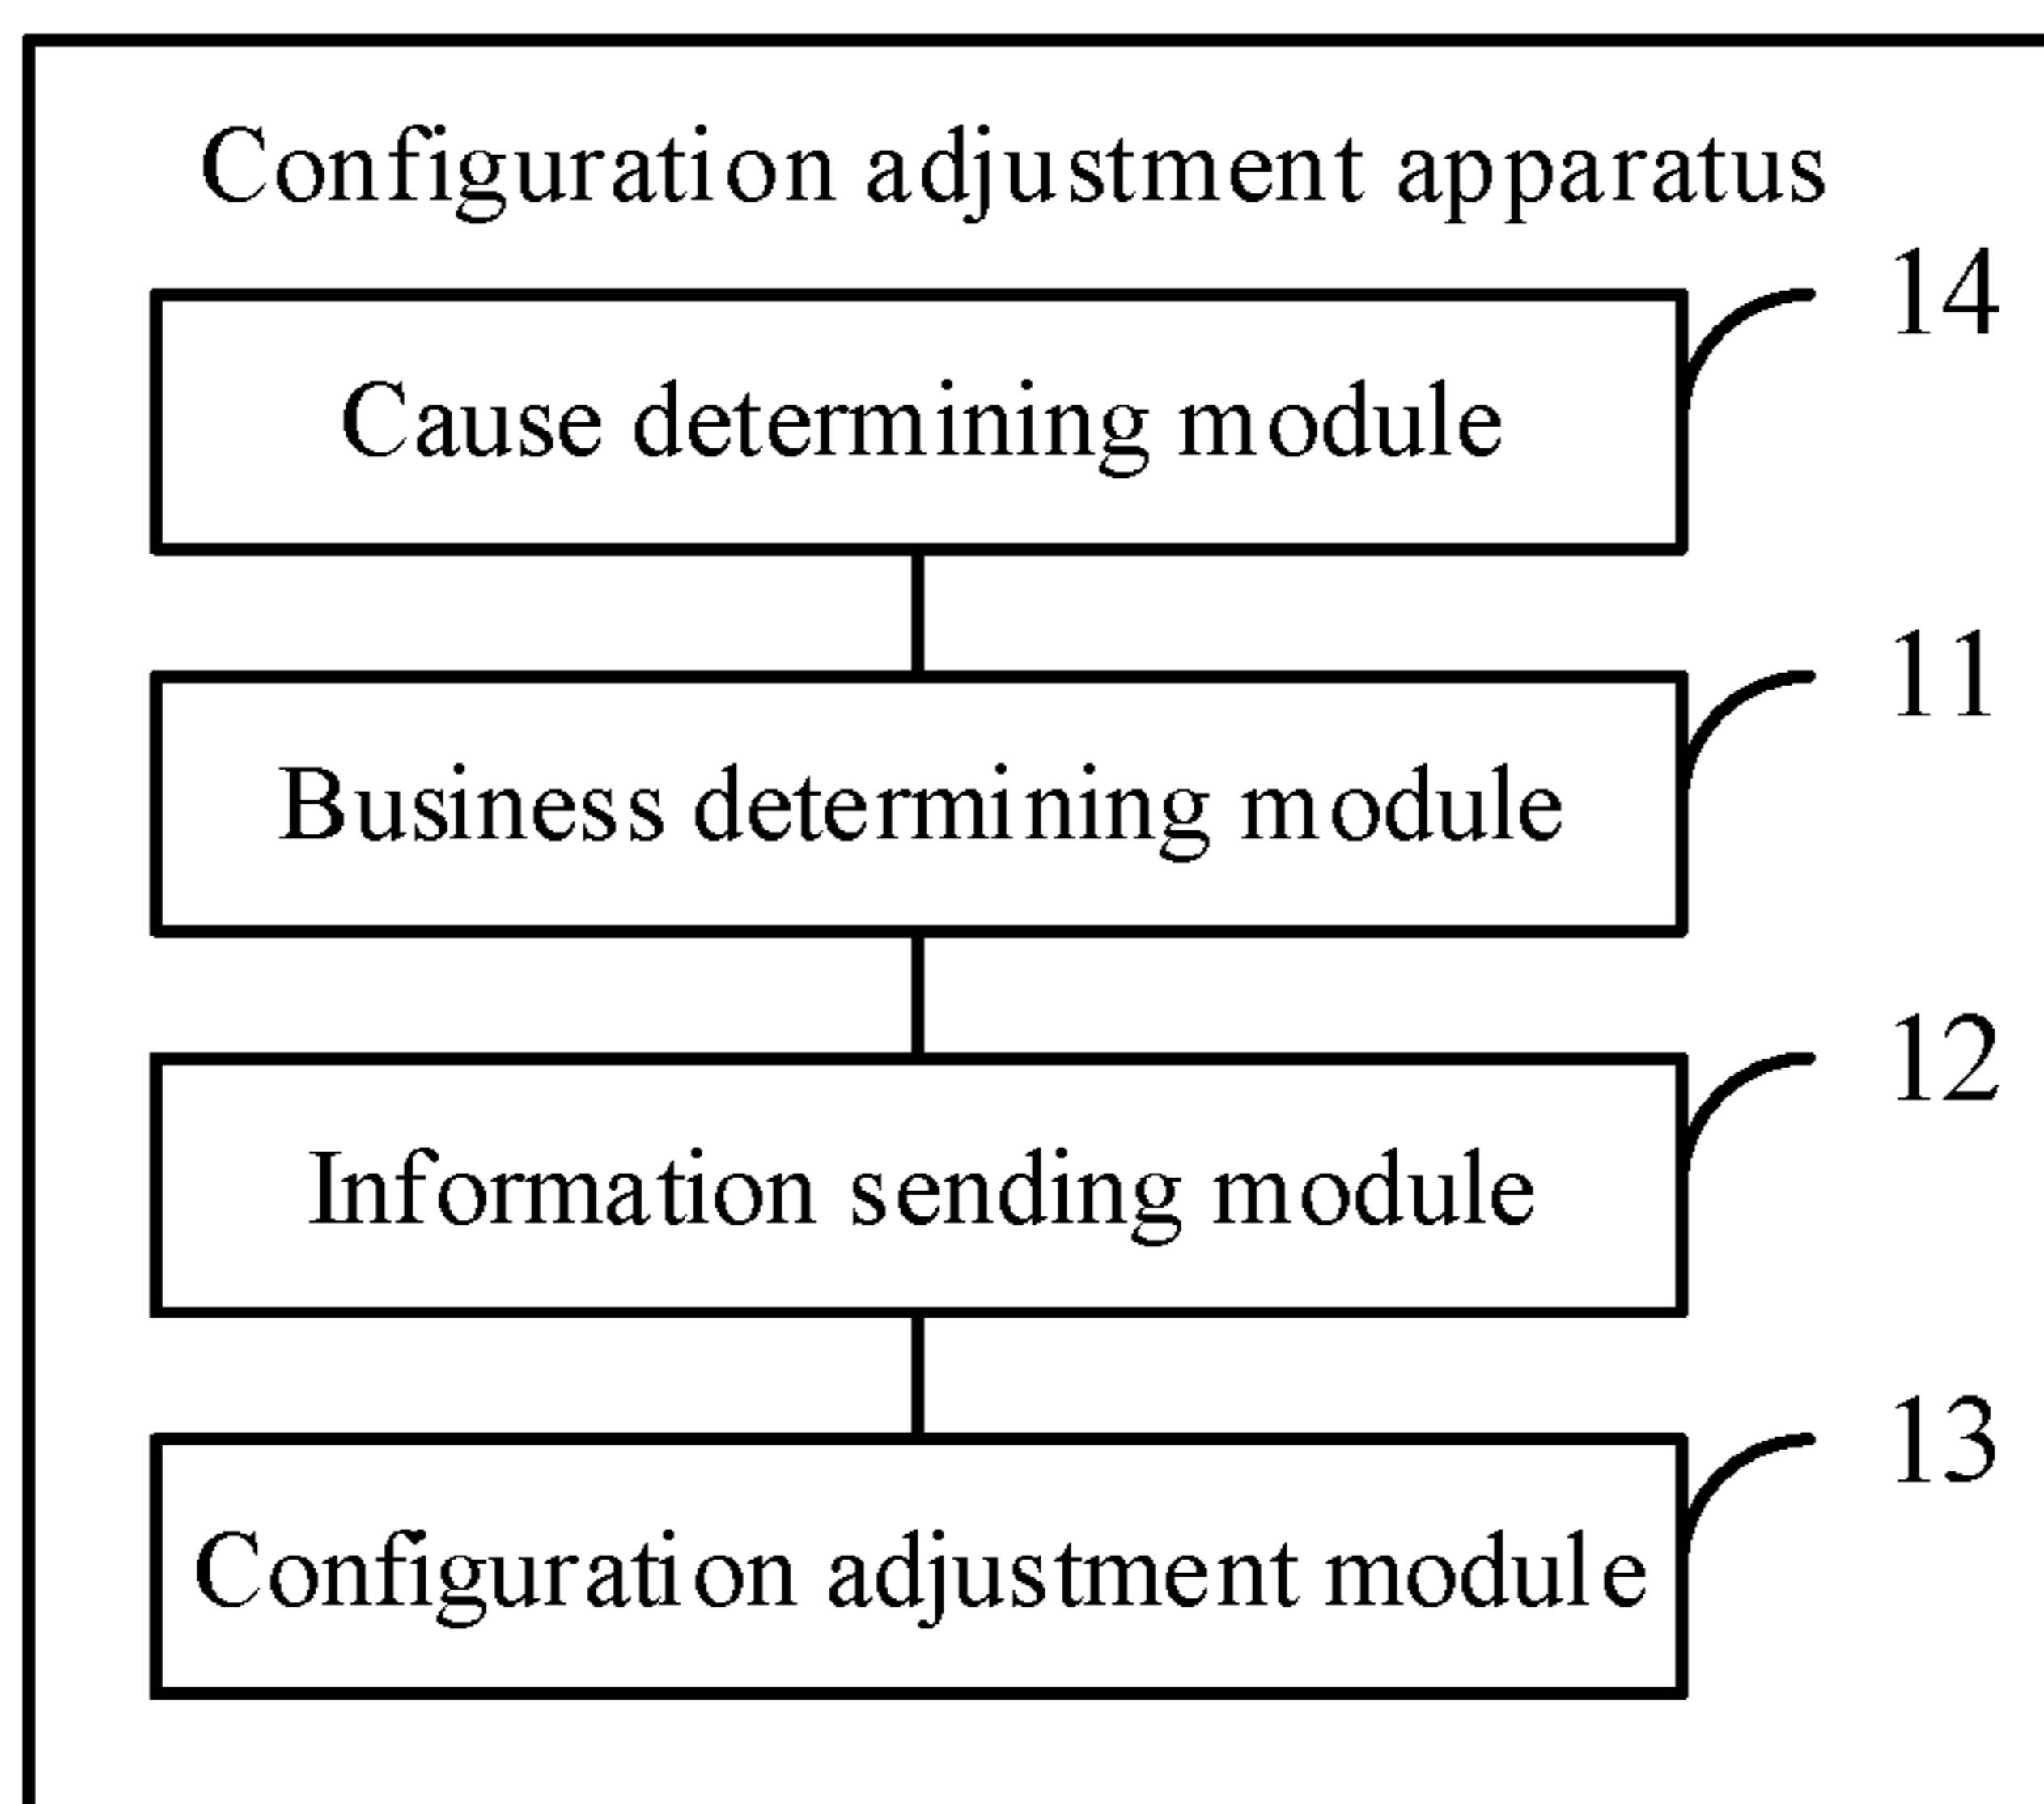 Configuration adjustment apparatus
14
Cause determining module
11
Business determining module
12
Information sending module
13
Configuration adjustment module